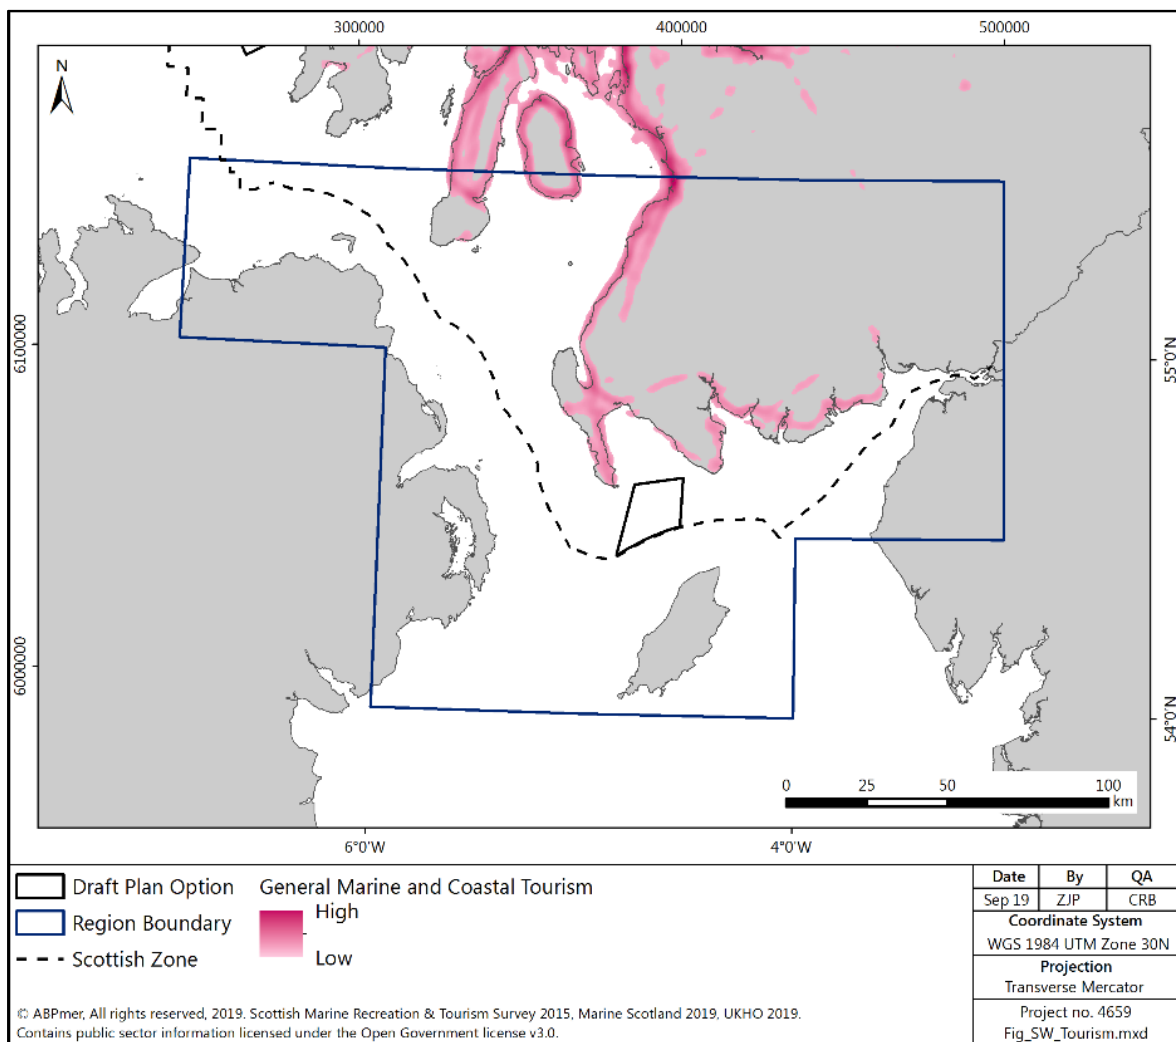 300000 400000 500000
N
6100000
55°0'N
6000000
54°0'N
0 25 50 100
km
6°0'W 4°0'W
Draft Plan Option
Region Boundary
Scottish Zone
General Marine and Coastal Tourism
High
Low
Date By QA
Sep 19 ZJP CRB
Coordinate System
WGS 1984 UTM Zone 30N
Projection
Transverse Mercator
Project no. 4659
Fig_SW_Tourism.mxd
© ABPmer, All rights reserved, 2019. Scottish Marine Recreation & Tourism Survey 2015, Marine Scotland 2019, UKHO 2019.
Contains public sector information licensed under the Open Government license v3.0.